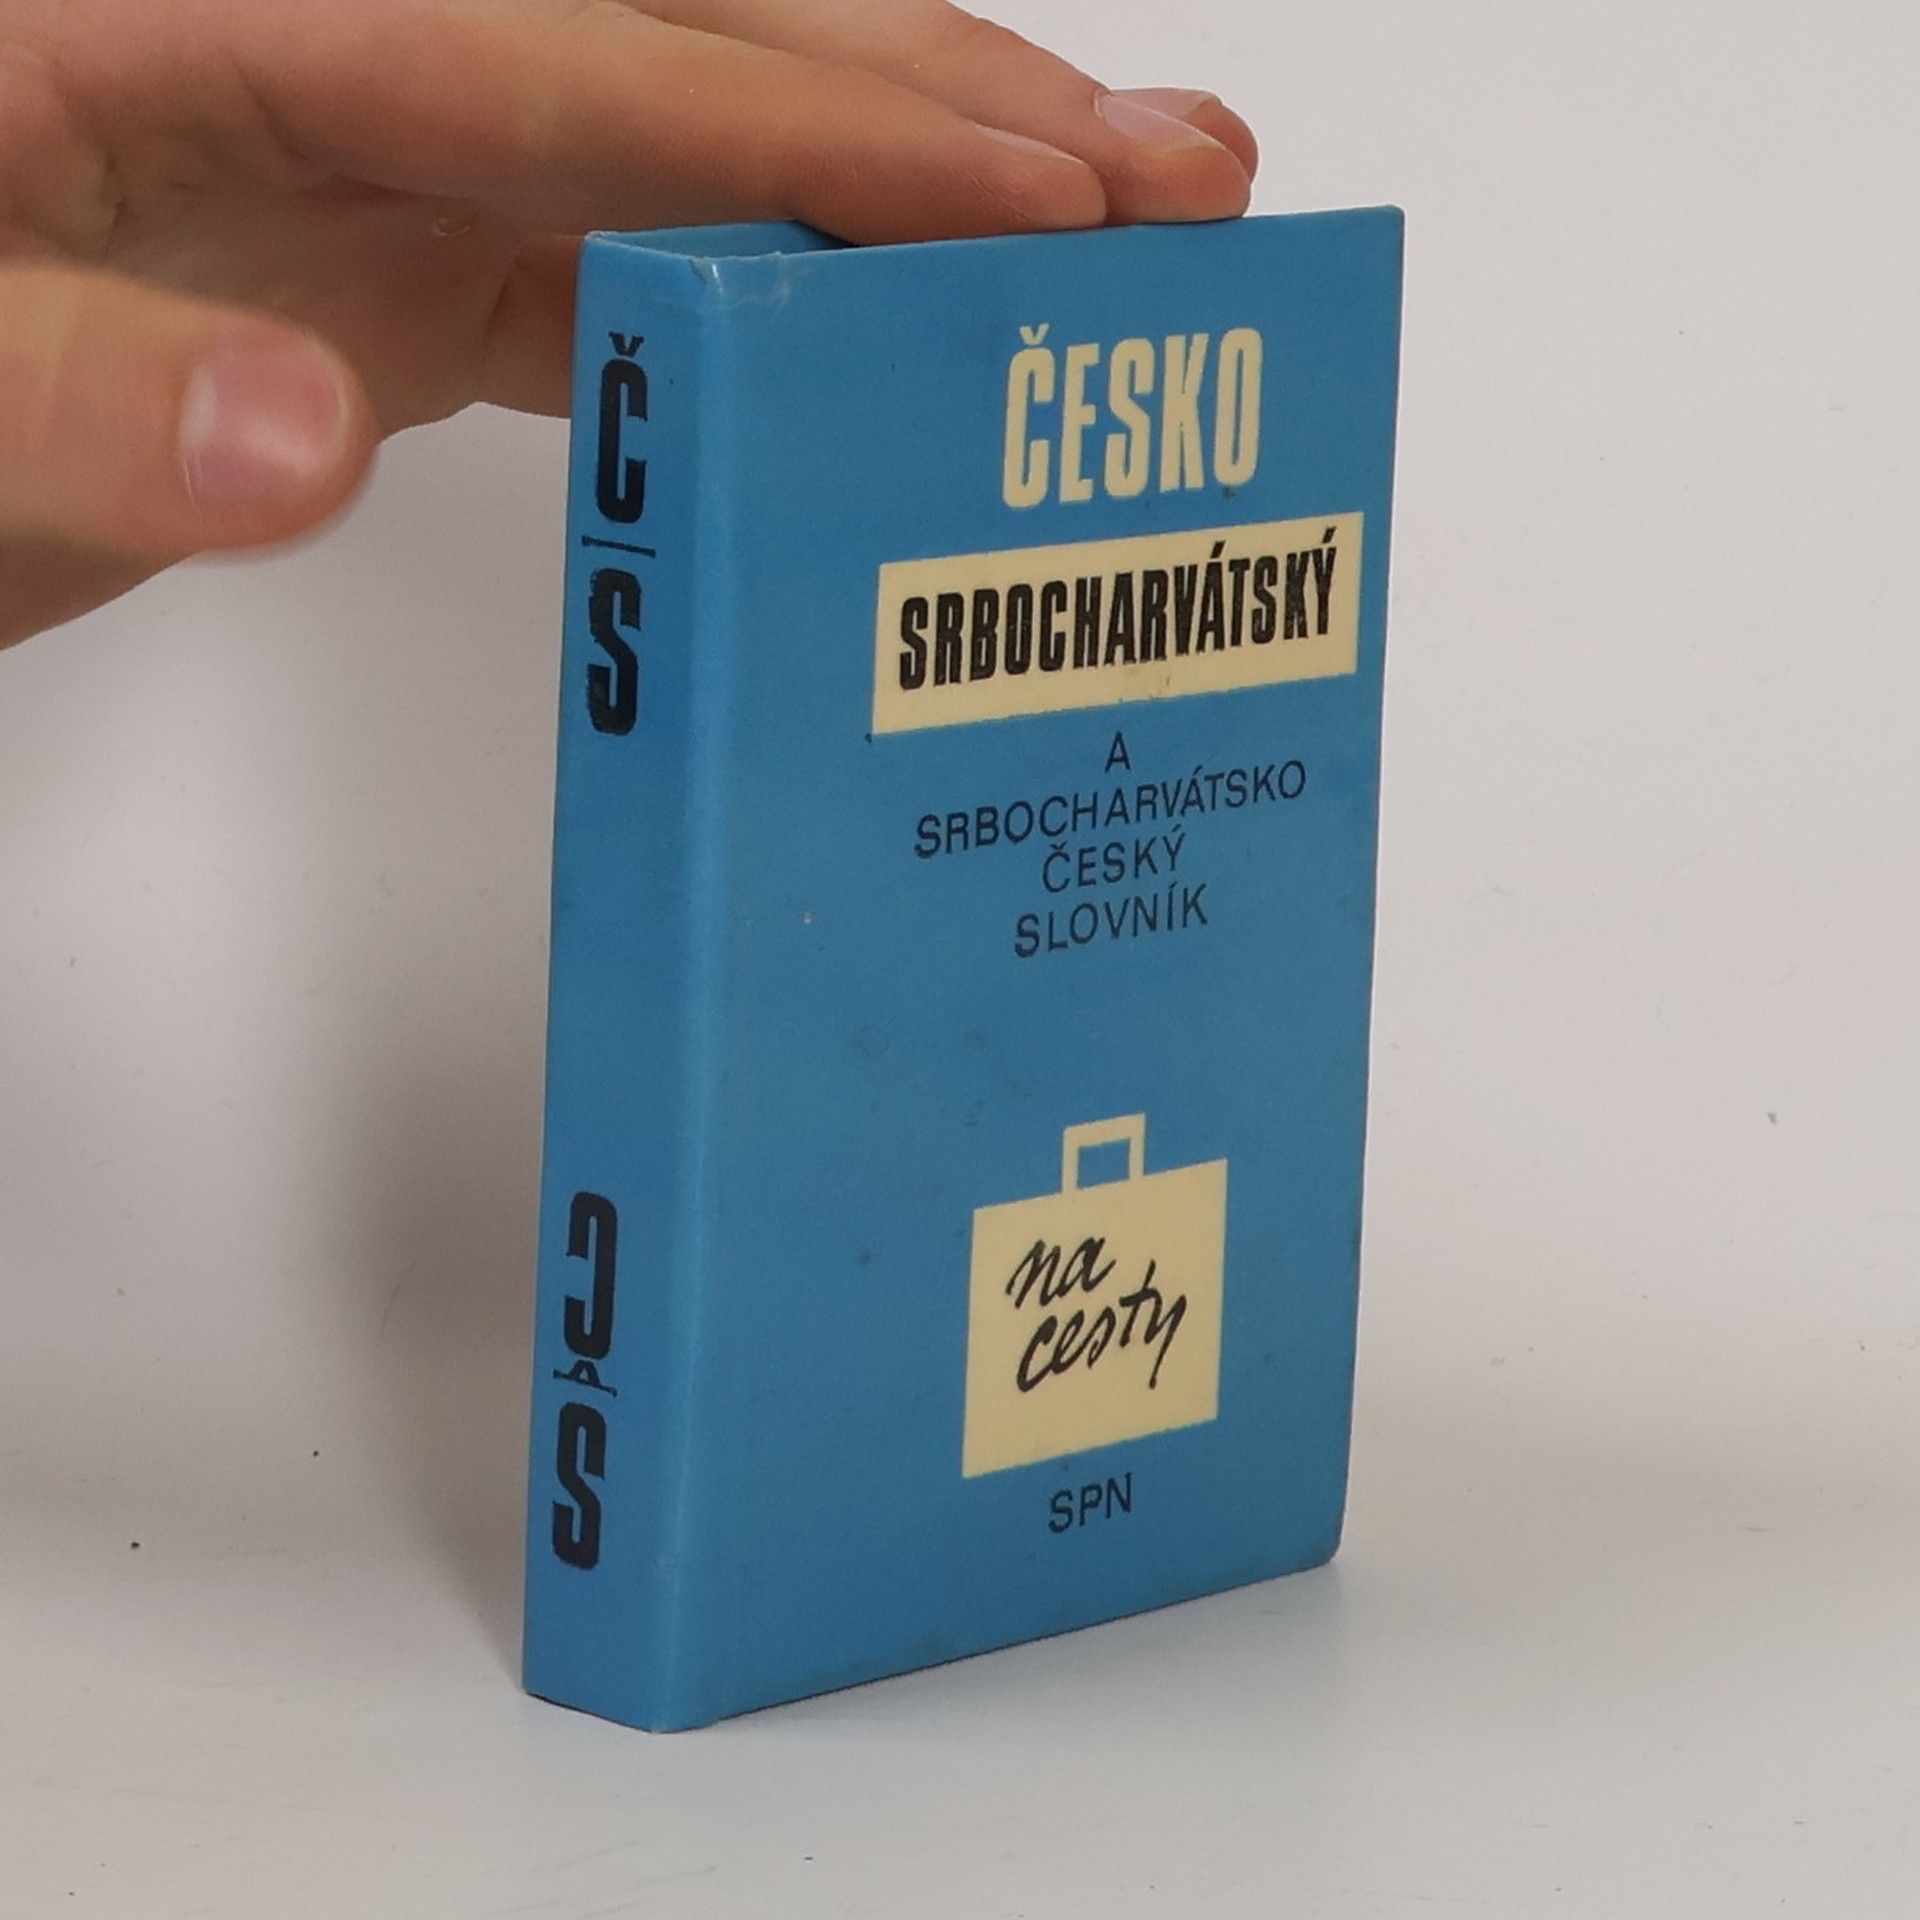 Č/S
S/Č
ČESKO
SRBOCHARVÁTSKÝ
A
SRBOCHARVÁTSKO
ČESKÝ
SLOVNÍK
na
cesty
SPN